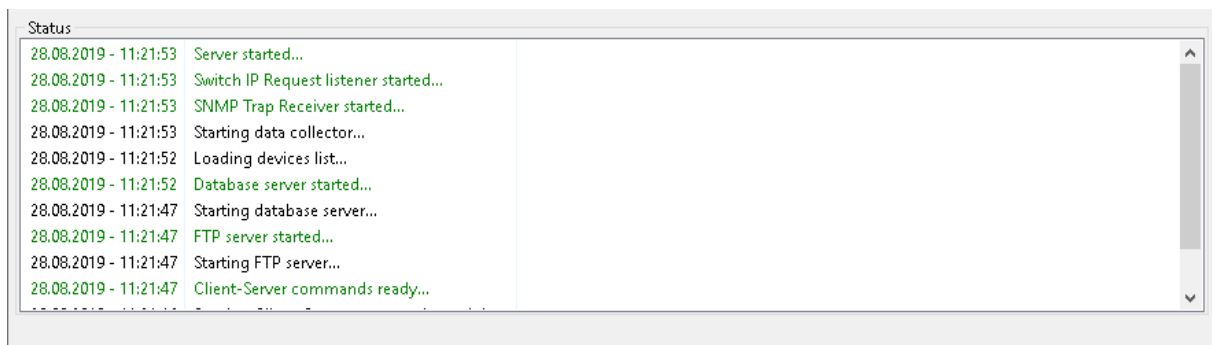 Status
28.08.2019 - 11:21:53 Server started...
28.08.2019 - 11:21:53 Switch IP Request listener started...
28.08.2019 - 11:21:53 SNMP Trap Receiver started...
28.08.2019 - 11:21:53 Starting data collector...
28.08.2019 - 11:21:52 Loading devices list...
28.08.2019 - 11:21:52 Database server started...
28.08.2019 - 11:21:47 Starting database server...
28.08.2019 - 11:21:47 FTP server started...
28.08.2019 - 11:21:47 Starting FTP server...
28.08.2019 - 11:21:47 Client-Server commands ready...